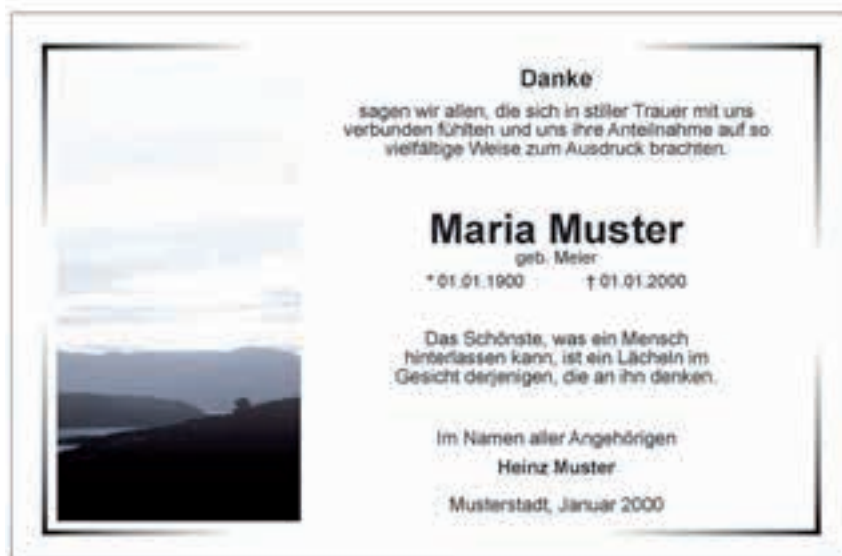 Danke
sagen wir allen, die sich in stiller Trauer mit uns
verbunden fühlten und uns ihre Anteilnahme auf so
vielfältige Weise zum Ausdruck brachten.
Maria Muster
geb. Meier
* 01.01.1900 † 01.01.2000
Das Schönste, was ein Mensch
hinterlassen kann, ist ein Lächeln im
Gesicht derjenigen, die an ihn denken.
Im Namen aller Angehörigen
Heinz Muster
Musterstadt, Januar 2000